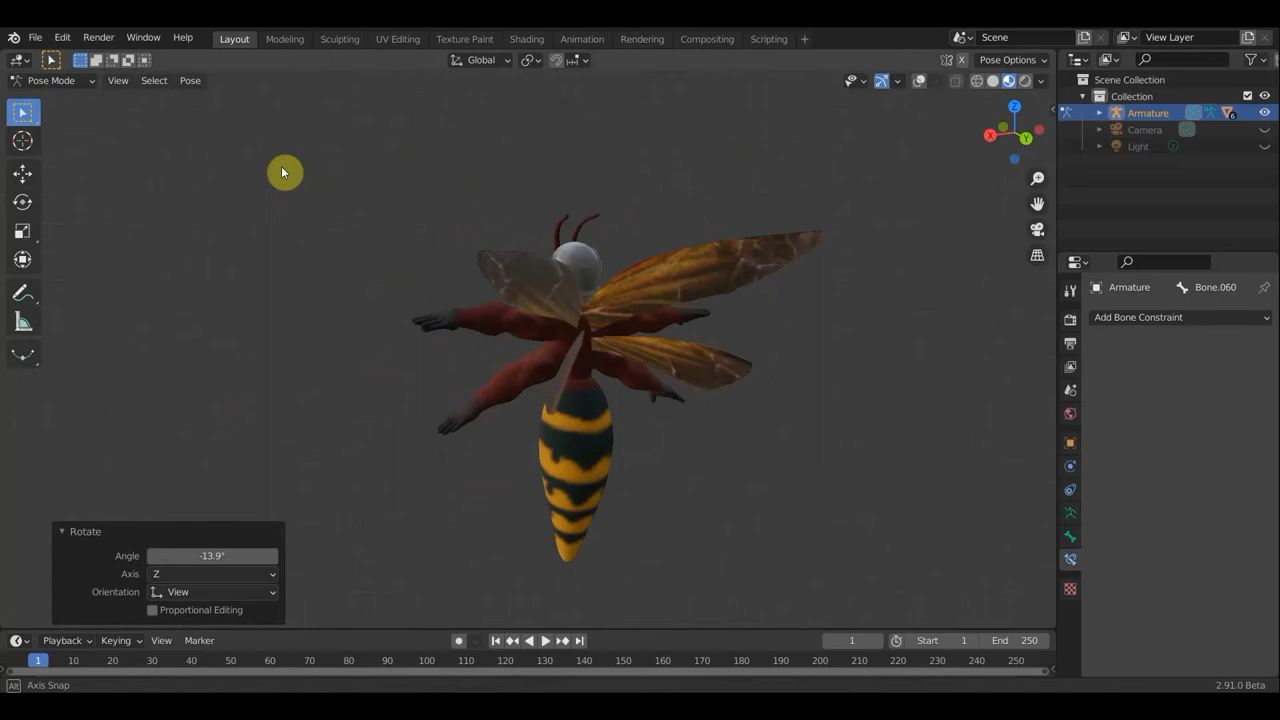 File Edit Render Window Help Layout Modeling Sculpting UV Editing Texture Paint Shading Animation Rendering Compositing Scripting + Scene View Layer
Global X Pose Options
Pose Mode View Select Pose
Scene Collection
Collection
Armature 6
Camera
Light
Z
X Y
Armature Bone.060
Add Bone Constraint
Rotate
Angle -13.9°
Axis Z
Orientation View
Proportional Editing
Playback Keying View Marker 1 Start 1 End 250
1 10 20 30 40 50 60 70 80 90 100 110 120 130 140 150 160 170 180 190 200 210 220 230 240 250
Alt Axis Snap 2.91.0 Beta